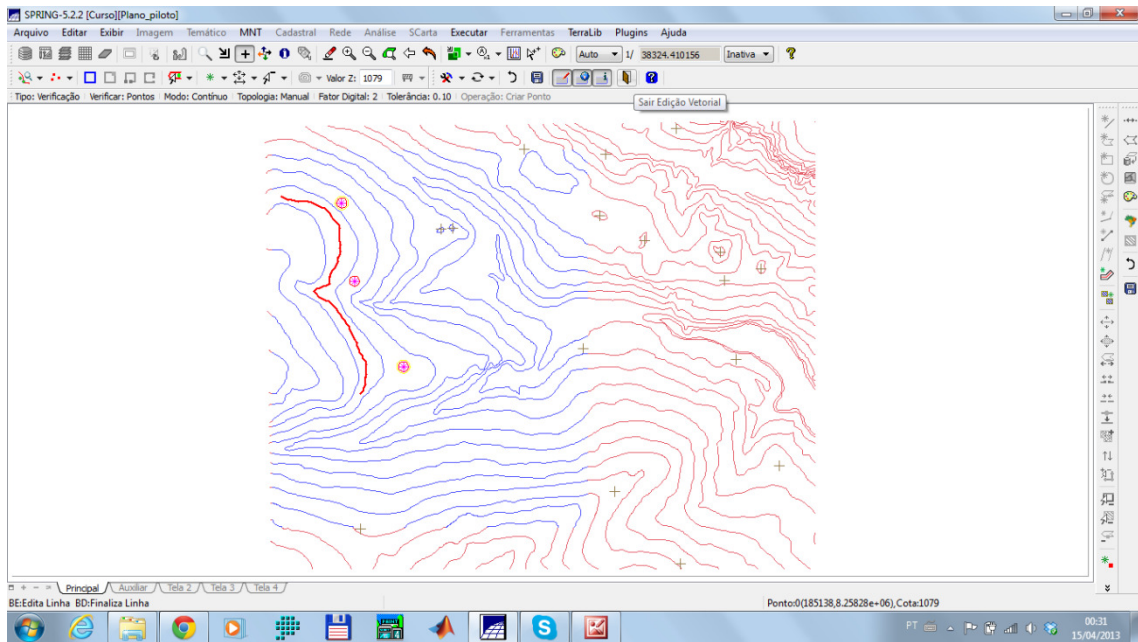 SPRING-5.2.2 [Curso][Plano_piloto]
Arquivo Editar Exibir Imagem Temático MNT Cadastral Rede Análise SCarta Executar Ferramentas TerraLib Plugins Ajuda
Auto 1/ 38324.410156 Inativa
Valor Z: 1079
Tipo: Verificação Verificar: Pontos Modo: Contínuo Topologia: Manual Fator Digital: 2 Tolerância: 0.10 Operação: Criar Ponto
Sair Edição Vetorial
Principal Auxiliar Tela 2 Tela 3 Tela 4
BE:Edita Linha BD:Finaliza Linha
Ponto:0(185138,8.25828e+06),Cota:1079
PT
00:31
15/04/2013